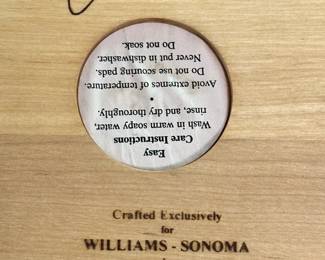 Easy
Care Instructions
Wash in warm soapy water,
rinse, and dry thoroughly.
•
Avoid extremes of temperature.
Do not use scouring pads.
Never put in dishwasher.
Do not soak.
Crafted Exclusively
for
WILLIAMS - SONOMA